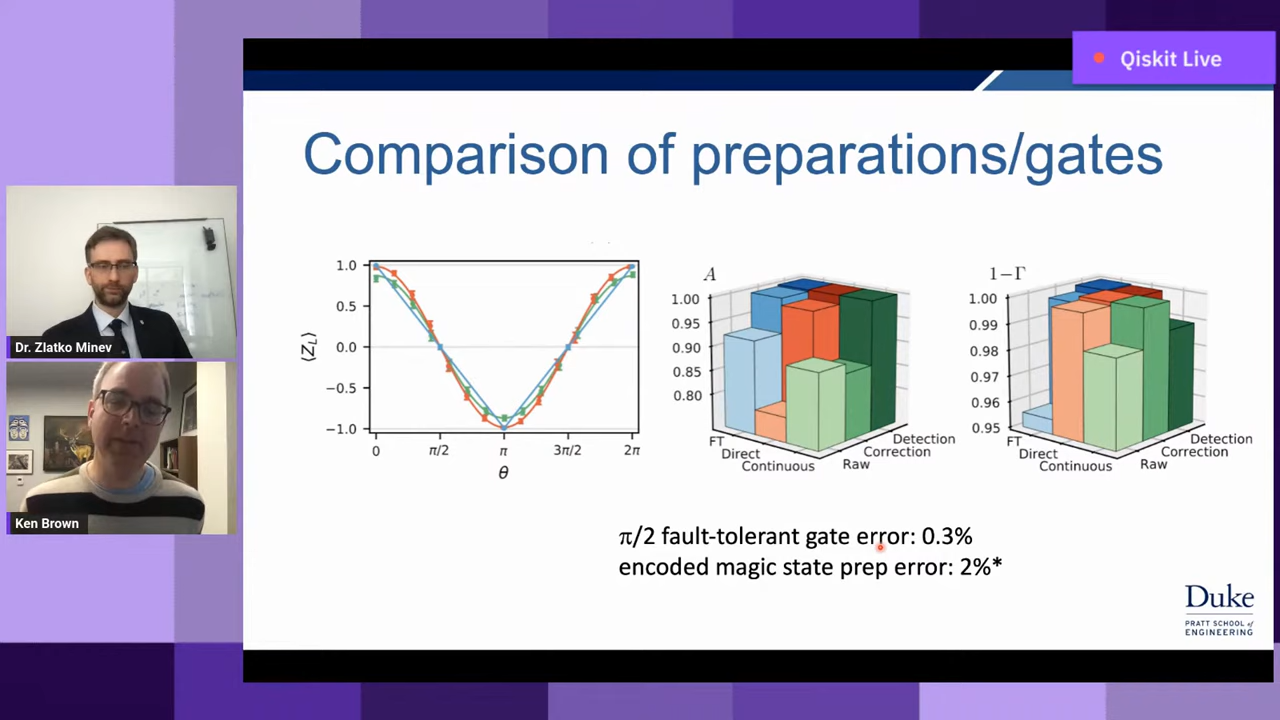 Qiskit Live
Comparison of preparations/gates
Dr. Zlatko Minev
Ken Brown
⟨Z_L⟩
1.0
0.5
0.0
−0.5
−1.0
0
π/2
π
3π/2
2π
θ
A
1.00
0.95
0.90
0.85
0.80
FT
Direct
Continuous
Raw
Correction
Detection
1−Γ
1.00
0.99
0.98
0.97
0.96
0.95
FT
Direct
Continuous
Raw
Correction
Detection
π/2 fault-tolerant gate error: 0.3%
encoded magic state prep error: 2%*
Duke
PRATT SCHOOL of
ENGINEERING